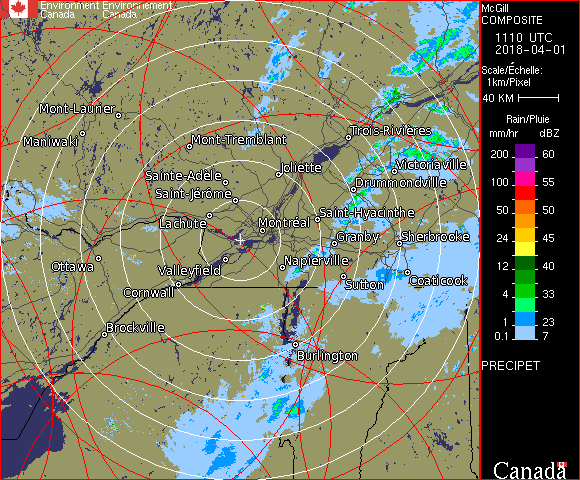 Environment Environnement
Canada Canada
McGill
COMPOSITE
1110 UTC
2018-04-01
Scale/Échelle:
1km/Pixel
40 KM
Rain/Pluie
mm/hr dBZ
200 60
150 57
100 55
50 50
24 45
12 40
4 33
1 23
0.1 7
PRECIPET
Mont-Laurier
Maniwaki
Mont-Tremblant
Trois-Rivières
Joliette
Victoriaville
Sainte-Adèle
Drummondville
Saint-Jérôme
Saint-Hyacinthe
Lachute
Montréal
Granby
Sherbrooke
Ottawa
Valleyfield
Napierville
Coaticook
Cornwall
Sutton
Brockville
Burlington
Canada